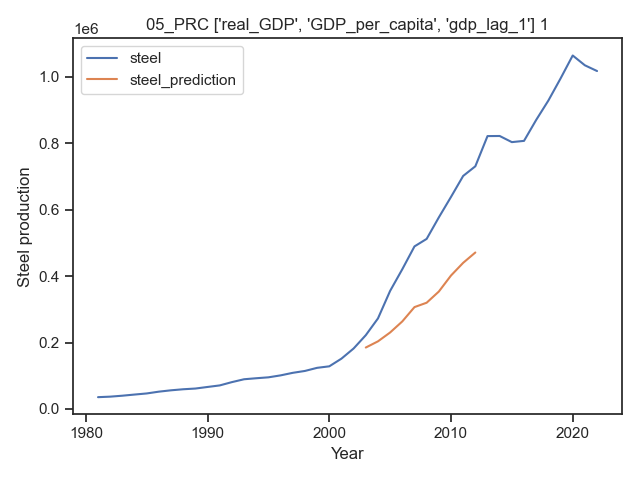 05_PRC ['real_GDP', 'GDP_per_capita', 'gdp_lag_1'] 1
1e6
steel
steel_prediction
1.0
0.8
0.6
0.4
0.2
0.0
Steel production
1980 1990 2000 2010 2020
Year